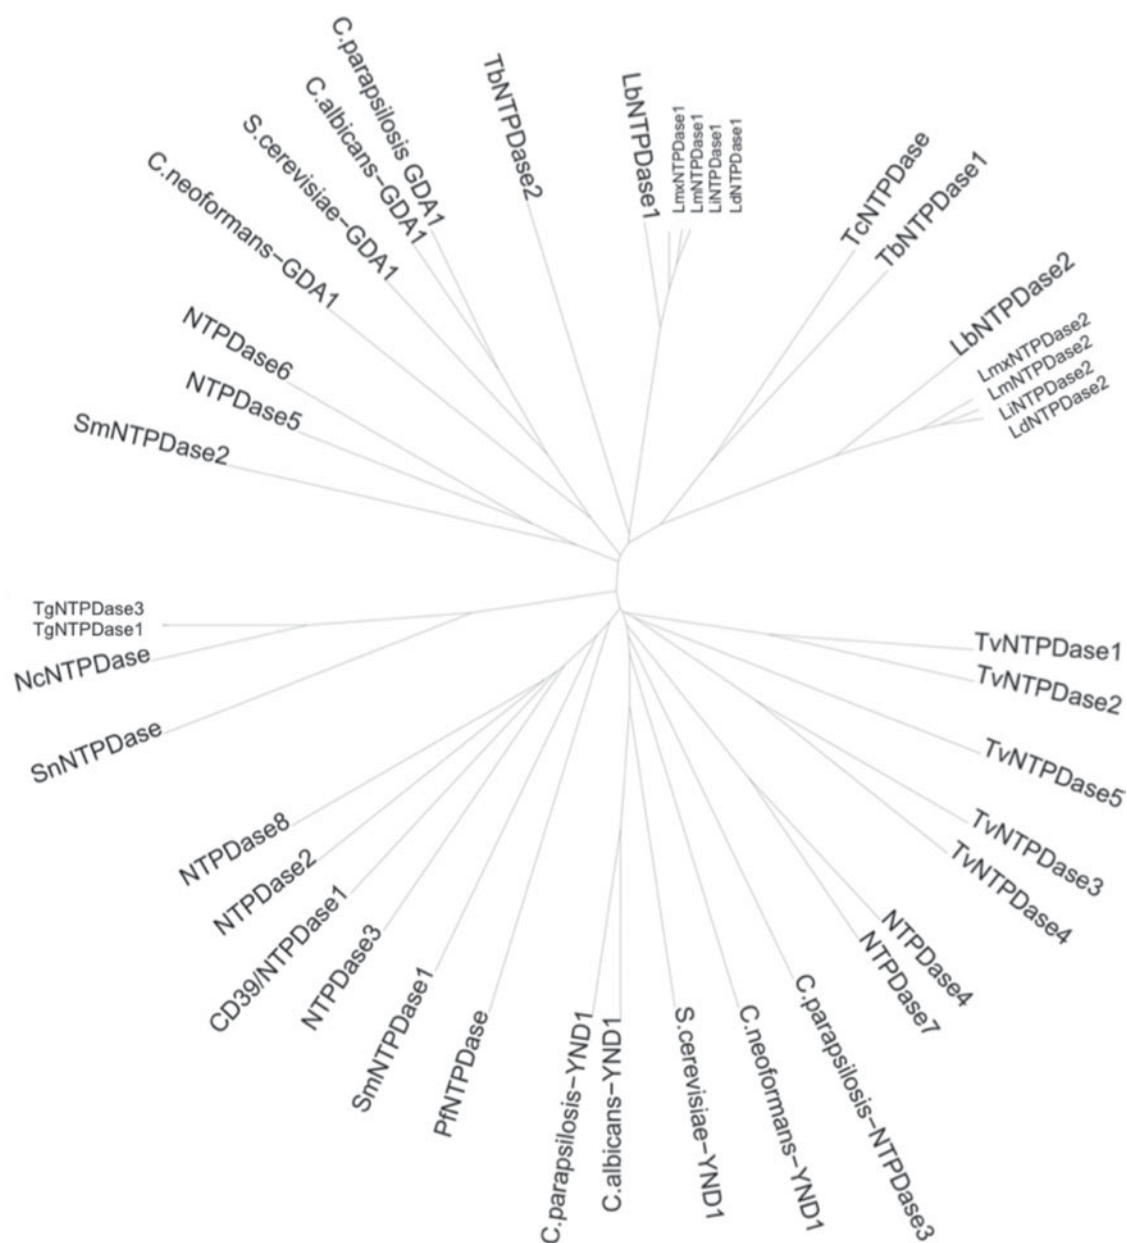 C.parapsilosis GDA1
C.albicans−GDA1
S.cerevisiae−GDA1
C.neoformans−GDA1
TbNTPDase2
LbNTPDase1
LmxNTPDase1
LmNTPDase1
LiNTPDase1
LdNTPDase1
TcNTPDase
TbNTPDase1
LbNTPDase2
LmxNTPDase2
LmNTPDase2
LiNTPDase2
LdNTPDase2
NTPDase6
NTPDase5
SmNTPDase2
TgNTPDase3
TgNTPDase1
NcNTPDase
SnNTPDase
TvNTPDase1
TvNTPDase2
TvNTPDase5
TvNTPDase3
TvNTPDase4
NTPDase8
NTPDase2
CD39/NTPDase1
NTPDase3
SmNTPDase1
PfNTPDase
C.parapsilosis−YND1
C.albicans−YND1
S.cerevisiae−YND1
C.neoformans−YND1
C.parapsilosis−NTPDase3
NTPDase7
NTPDase4